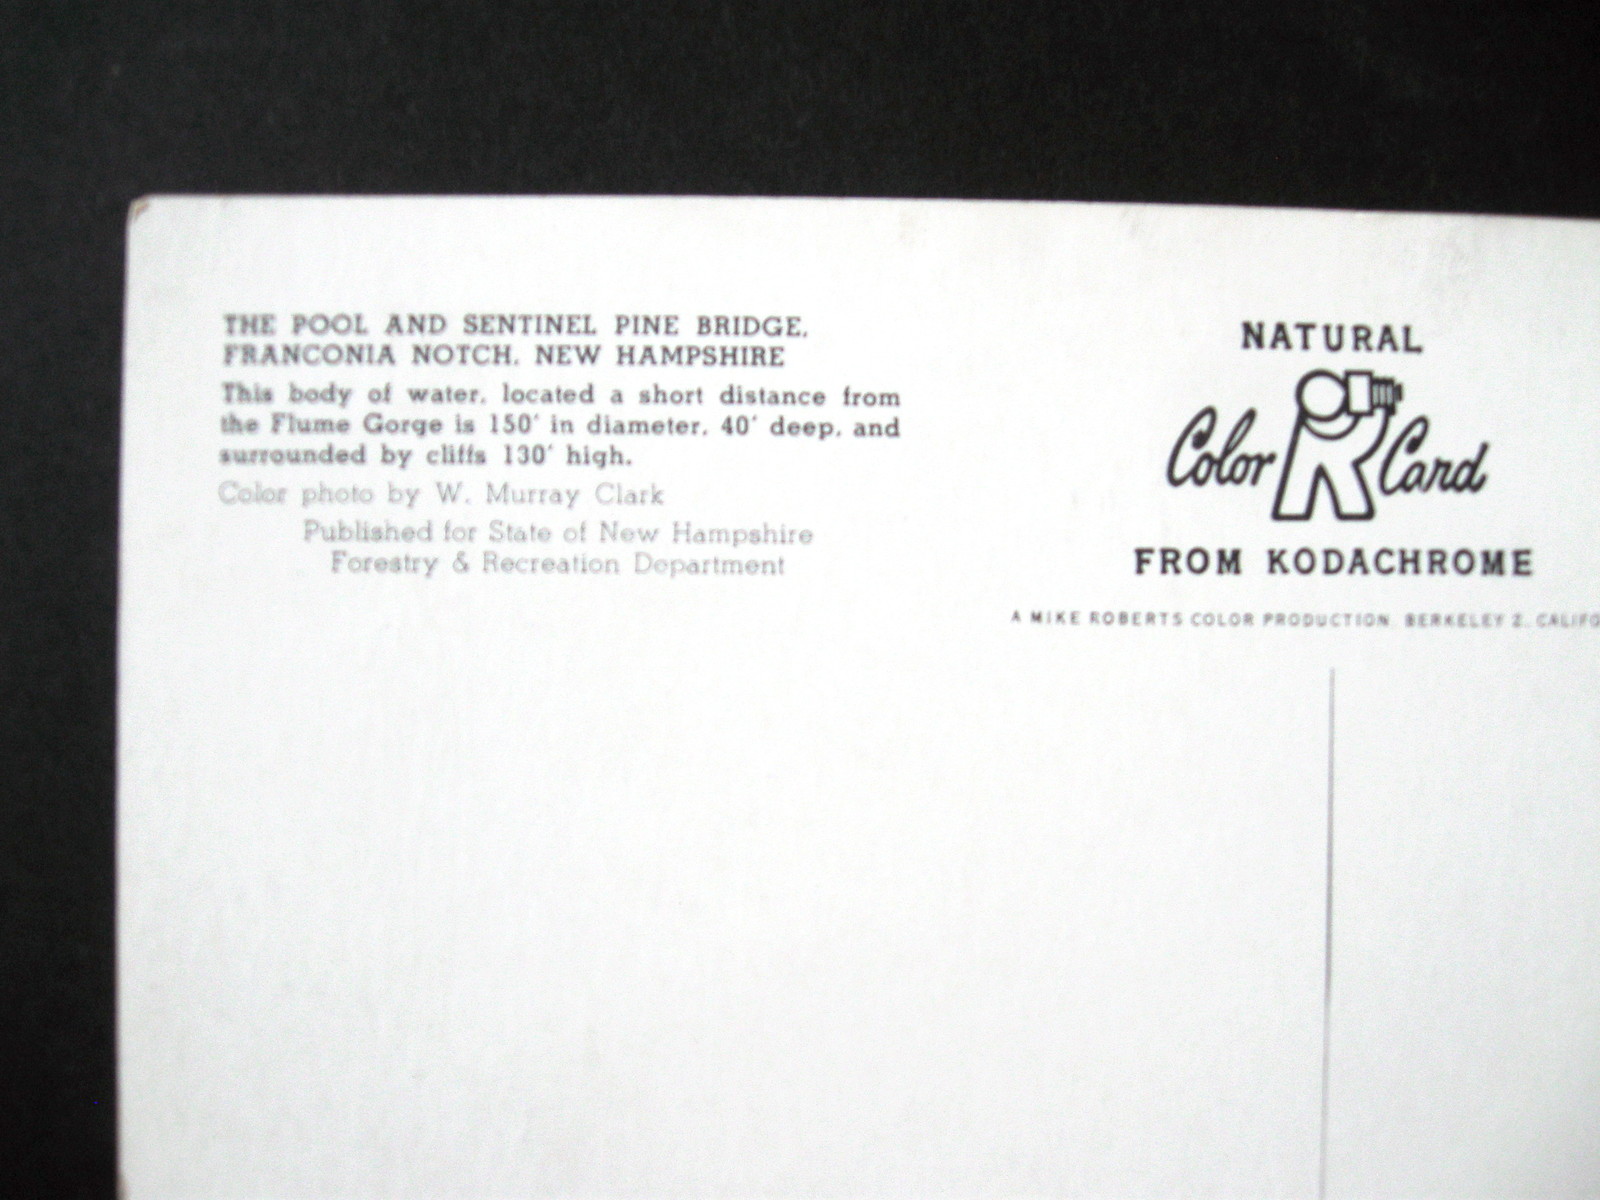 THE POOL AND SENTINEL PINE BRIDGE,
FRANCONIA NOTCH, NEW HAMPSHIRE
This body of water, located a short distance from
the Flume Gorge is 150' in diameter, 40' deep, and
surrounded by cliffs 130' high.
Color photo by W. Murray Clark
Published for State of New Hampshire
Forestry & Recreation Department
NATURAL
Color R Card
FROM KODACHROME
A MIKE ROBERTS COLOR PRODUCTION, BERKELEY 2, CALIFO